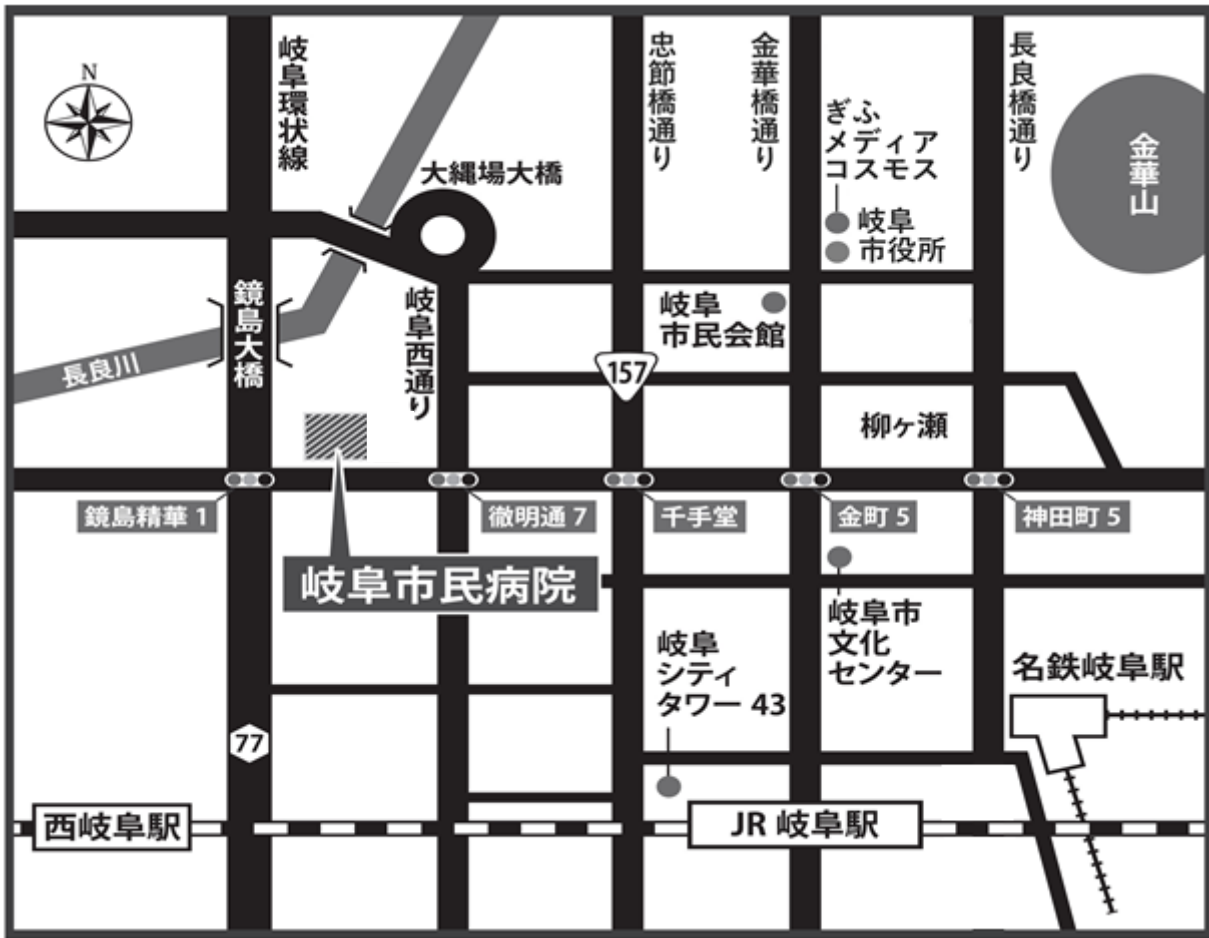 N
岐阜環状線
忠節橋通り
金華橋通り
長良橋通り
ぎふ
メディア
コスモス
岐阜
市役所
金華山
大縄場大橋
鏡島大橋
長良川
岐阜西通り
岐阜
市民会館
157
柳ヶ瀬
鏡島精華 1
徹明通 7
千手堂
金町 5
神田町 5
岐阜市民病院
岐阜市
文化
センター
岐阜
シティ
タワー 43
名鉄岐阜駅
77
西岐阜駅
JR 岐阜駅